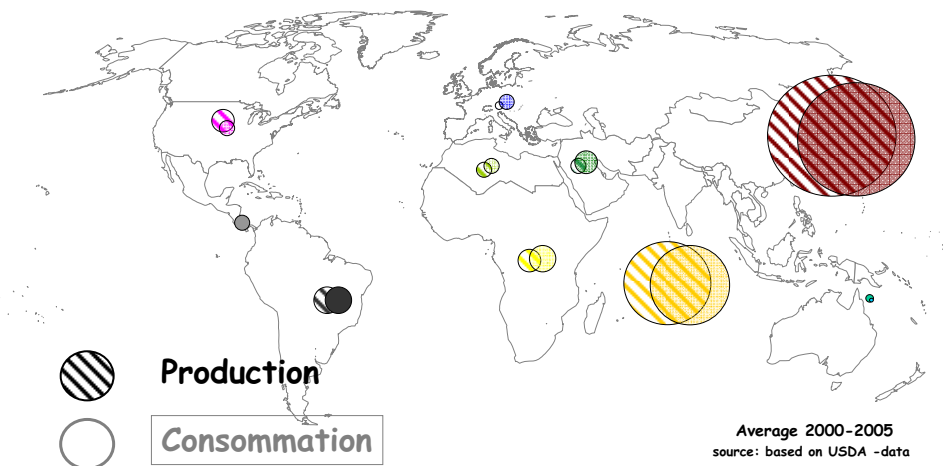 Production
Consommation
Average 2000-2005
source: based on USDA -data